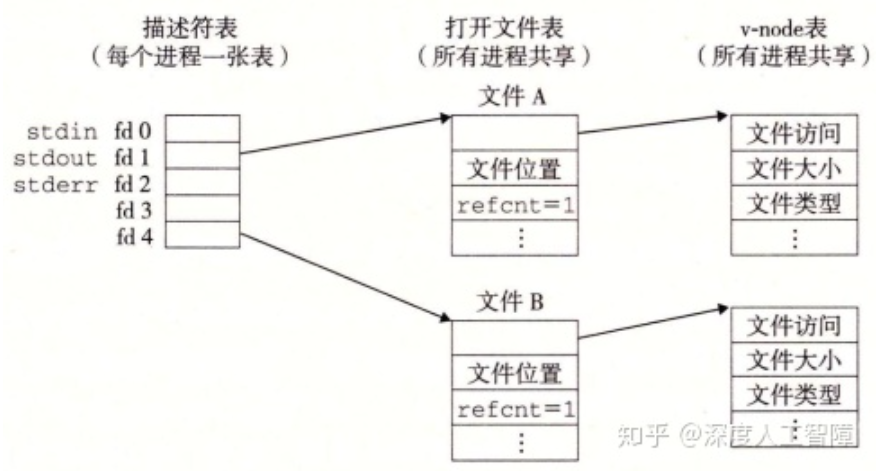 描述符表
（每个进程一张表）
打开文件表
（所有进程共享）
v-node表
（所有进程共享）
stdin fd 0
stdout fd 1
stderr fd 2
fd 3
fd 4
文件 A
文件位置
refcnt=1
⋮
文件访问
文件大小
文件类型
⋮
文件 B
文件位置
refcnt=1
⋮
文件访问
文件大小
文件类型
⋮
知乎 @深度人工智障